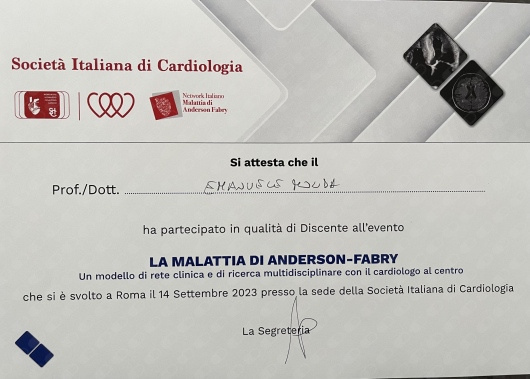 Società Italiana di Cardiologia
Network Italiano
Malattia di
Anderson Fabry
Si attesta che il
Prof./Dott. EMANUELE
ha partecipato in qualità di Discente all'evento
LA MALATTIA DI ANDERSON-FABRY
Un modello di rete clinica e di ricerca multidisciplinare con il cardiologo al centro
che si è svolto a Roma il 14 Settembre 2023 presso la sede della Società Italiana di Cardiologia
La Segreteria